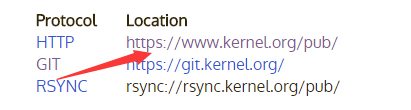 Protocol Location
HTTP https://www.kernel.org/pub/
GIT https://git.kernel.org/
RSYNC rsync://rsync.kernel.org/pub/